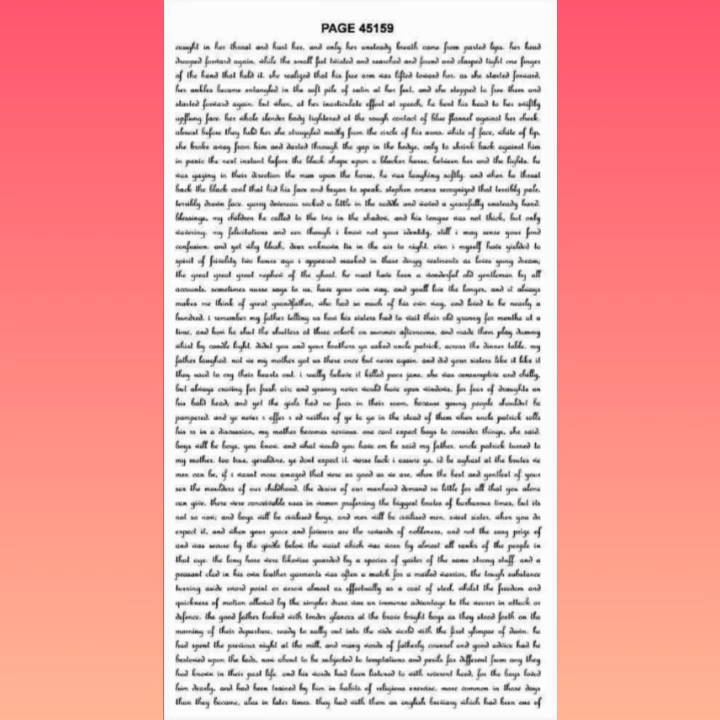 PAGE 45159
caught in her throat and hurt her, and only her unsteady breath came from parted lips. her head
drooped forward again, while the small feet twisted and searched and found and clasped tight one finger
of the hand that held it. she realized that his free arm was lifted toward her. as she started forward,
her ankles became entangled in the soft pile of satin at her feet, and she stopped to free them and
started forward again. but when, at her inarticulate effort at speech, he bent his head to her swiftly
upflung face. her whole slender body tightened at the rough contact of blue flannel against her cheek.
almost before they held her she struggled madly from the circle of his arms. white of face, white of lip,
she broke away from him and darted through the gap in the hedge, only to shrink back against him
in panic the next instant before the black shape upon a blacker horse, between her and the lights. he
was gazing in their direction the man upon the horse, he was laughing softly. and when he thrust
back the black cowl that hid his face and began to speak, stephen omara recognized that terribly pale,
terribly drawn face. garry devereau rocked a little in the saddle and waved a gracefully unsteady hand.
blessings, my children he called to the two in the shadow, and his tongue was not thick, but only
wavering. my felicitations and een though i know not your identity, still i may sense your fond
confusion. and yet why blush, dear unknown tis in the air to night. even i myself have yielded to
spirit of frivolity two hence ago i appeared masked in these dingy vestments as loves young dream;
the great great great nephew of the ghost. he must have been a wonderful old gentleman by all
accounts. sometimes nurse says to us, have your own way, and youll live the longer, and it always
makes me think of great grandfather, who had so much of his own way, and lived to be nearly a
hundred. i remember my father telling us how his sisters had to visit their old granny for months at a
time, and how he shut the shutters at three oclock on summer afternoons, and made them play dummy
whist by candle light. didnt you and your brothers go asked uncle patrick, across the dinner table. my
father laughed. not we my mother got us there once but never again. and did your sisters like it like it
they used to cry their hearts out. i really believe it killed poor jane. she was consumptive and chilly,
but always craving for fresh air; and granny never would have open windows, for fear of draughts on
his bald head; and yet the girls had no fires in their room, because young people shouldnt be
pampered. and ye never s offer s ed neither of ye to go in the stead of them when uncle patrick rolls
his rs in a discussion, my mother becomes nervous. one cant expect boys to consider things, she said.
boys will be boys, you know. and what would you have em be said my father. uncle patrick turned to
my mother. too true, geraldine. ye dont expect it. worse luck i assure ye, id be aghast at the brutes we
men can be, if i wasnt more amazed that were as good as we are, when the best and gentlest of your
sex the moulders of our childhood, the desire of our manhood demand so little for all that you alone
can give. there were conceivable uses in women preferring the biggest brutes of barbarous times, but its
not so now; and boys will be civilised boys, and men will be civilised men, sweet sister, when you do
expect it, and when your grace and favours are the rewards of nobleness, and not the easy prize of
and was secure by the girdle below the waist which was worn by almost all ranks of the people in
that age. the long hose were likewise guarded by a species of gaiter of the same strong stuff. and a
peasant clad in his own leather garments was often a match for a mailed warrior, the tough substance
turning aside sword point or arrow almost as effectually as a coat of steel, whilst the freedom and
quickness of motion allowed by the simpler dress was an immense advantage to the wearer in attack or
defence. the good father looked with tender glances at the brave bright boys as they stood forth on the
morning of their departure, ready to sally out into the wide world with the first glimpse of dawn. he
had spent the previous night at the mill, and many words of fatherly counsel and good advice had he
bestowed upon the lads, now about to be subjected to temptations and perils far different from any they
had known in their past life. and his words had been listened to with reverent heed, for the boys loved
him dearly, and had been trained by him in habits of religious exercise, more common in those days
than they became, alas in later times. they had with them an english breviary which had been one of